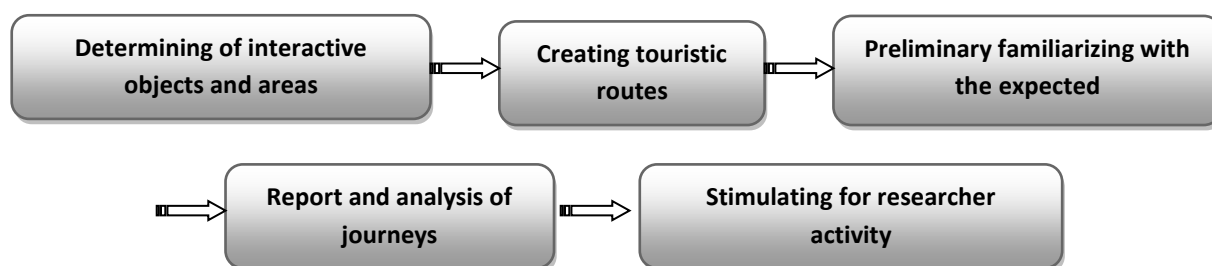 Determining of interactive
objects and areas
Creating touristic
routes
Preliminary familiarizing with
the expected
Report and analysis of
journeys
Stimulating for researcher
activity